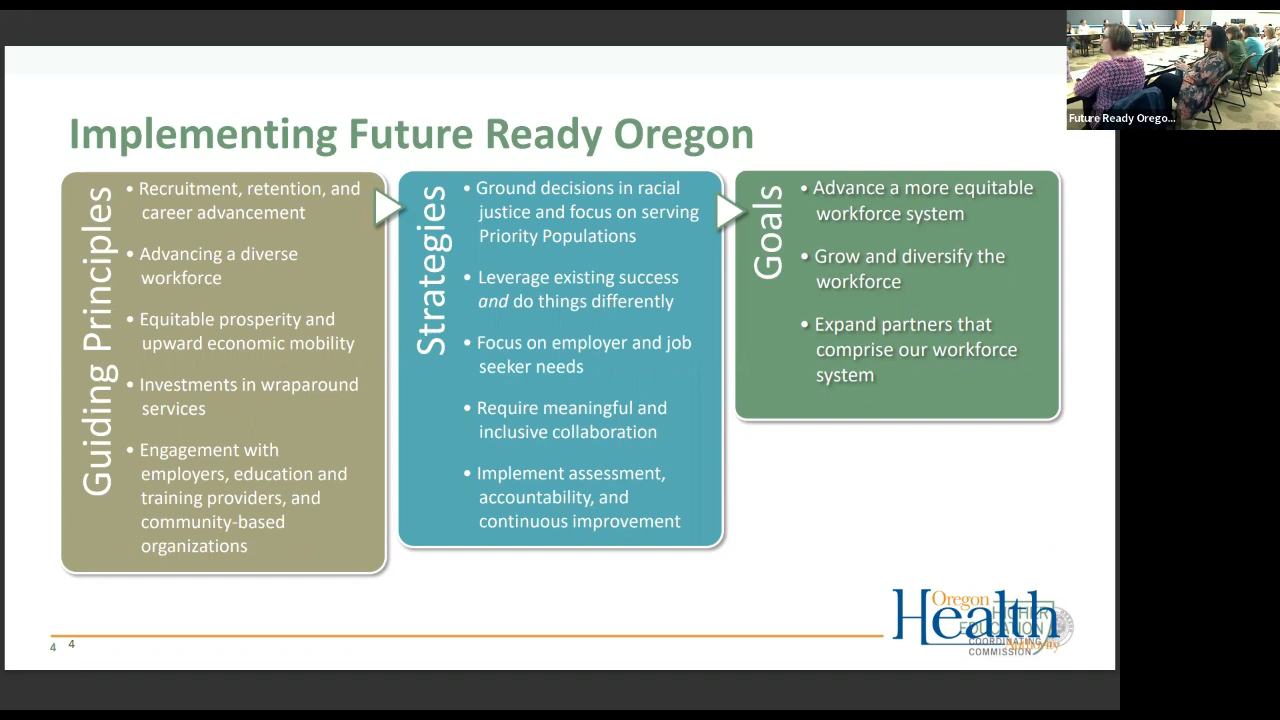 Future Ready Orego...
Implementing Future Ready Oregon
Guiding Principles
• Recruitment, retention, and
career advancement
• Advancing a diverse
workforce
• Equitable prosperity and
upward economic mobility
• Investments in wraparound
services
• Engagement with
employers, education and
training providers, and
community-based
organizations
Strategies
• Ground decisions in racial
justice and focus on serving
Priority Populations
• Leverage existing success
and do things differently
• Focus on employer and job
seeker needs
• Require meaningful and
inclusive collaboration
• Implement assessment,
accountability, and
continuous improvement
Goals
• Advance a more equitable
workforce system
• Grow and diversify the
workforce
• Expand partners that
comprise our workforce
system
4 4
Oregon
Health
Authority
HIGHER
EDUCATION
COORDINATING
COMMISSION